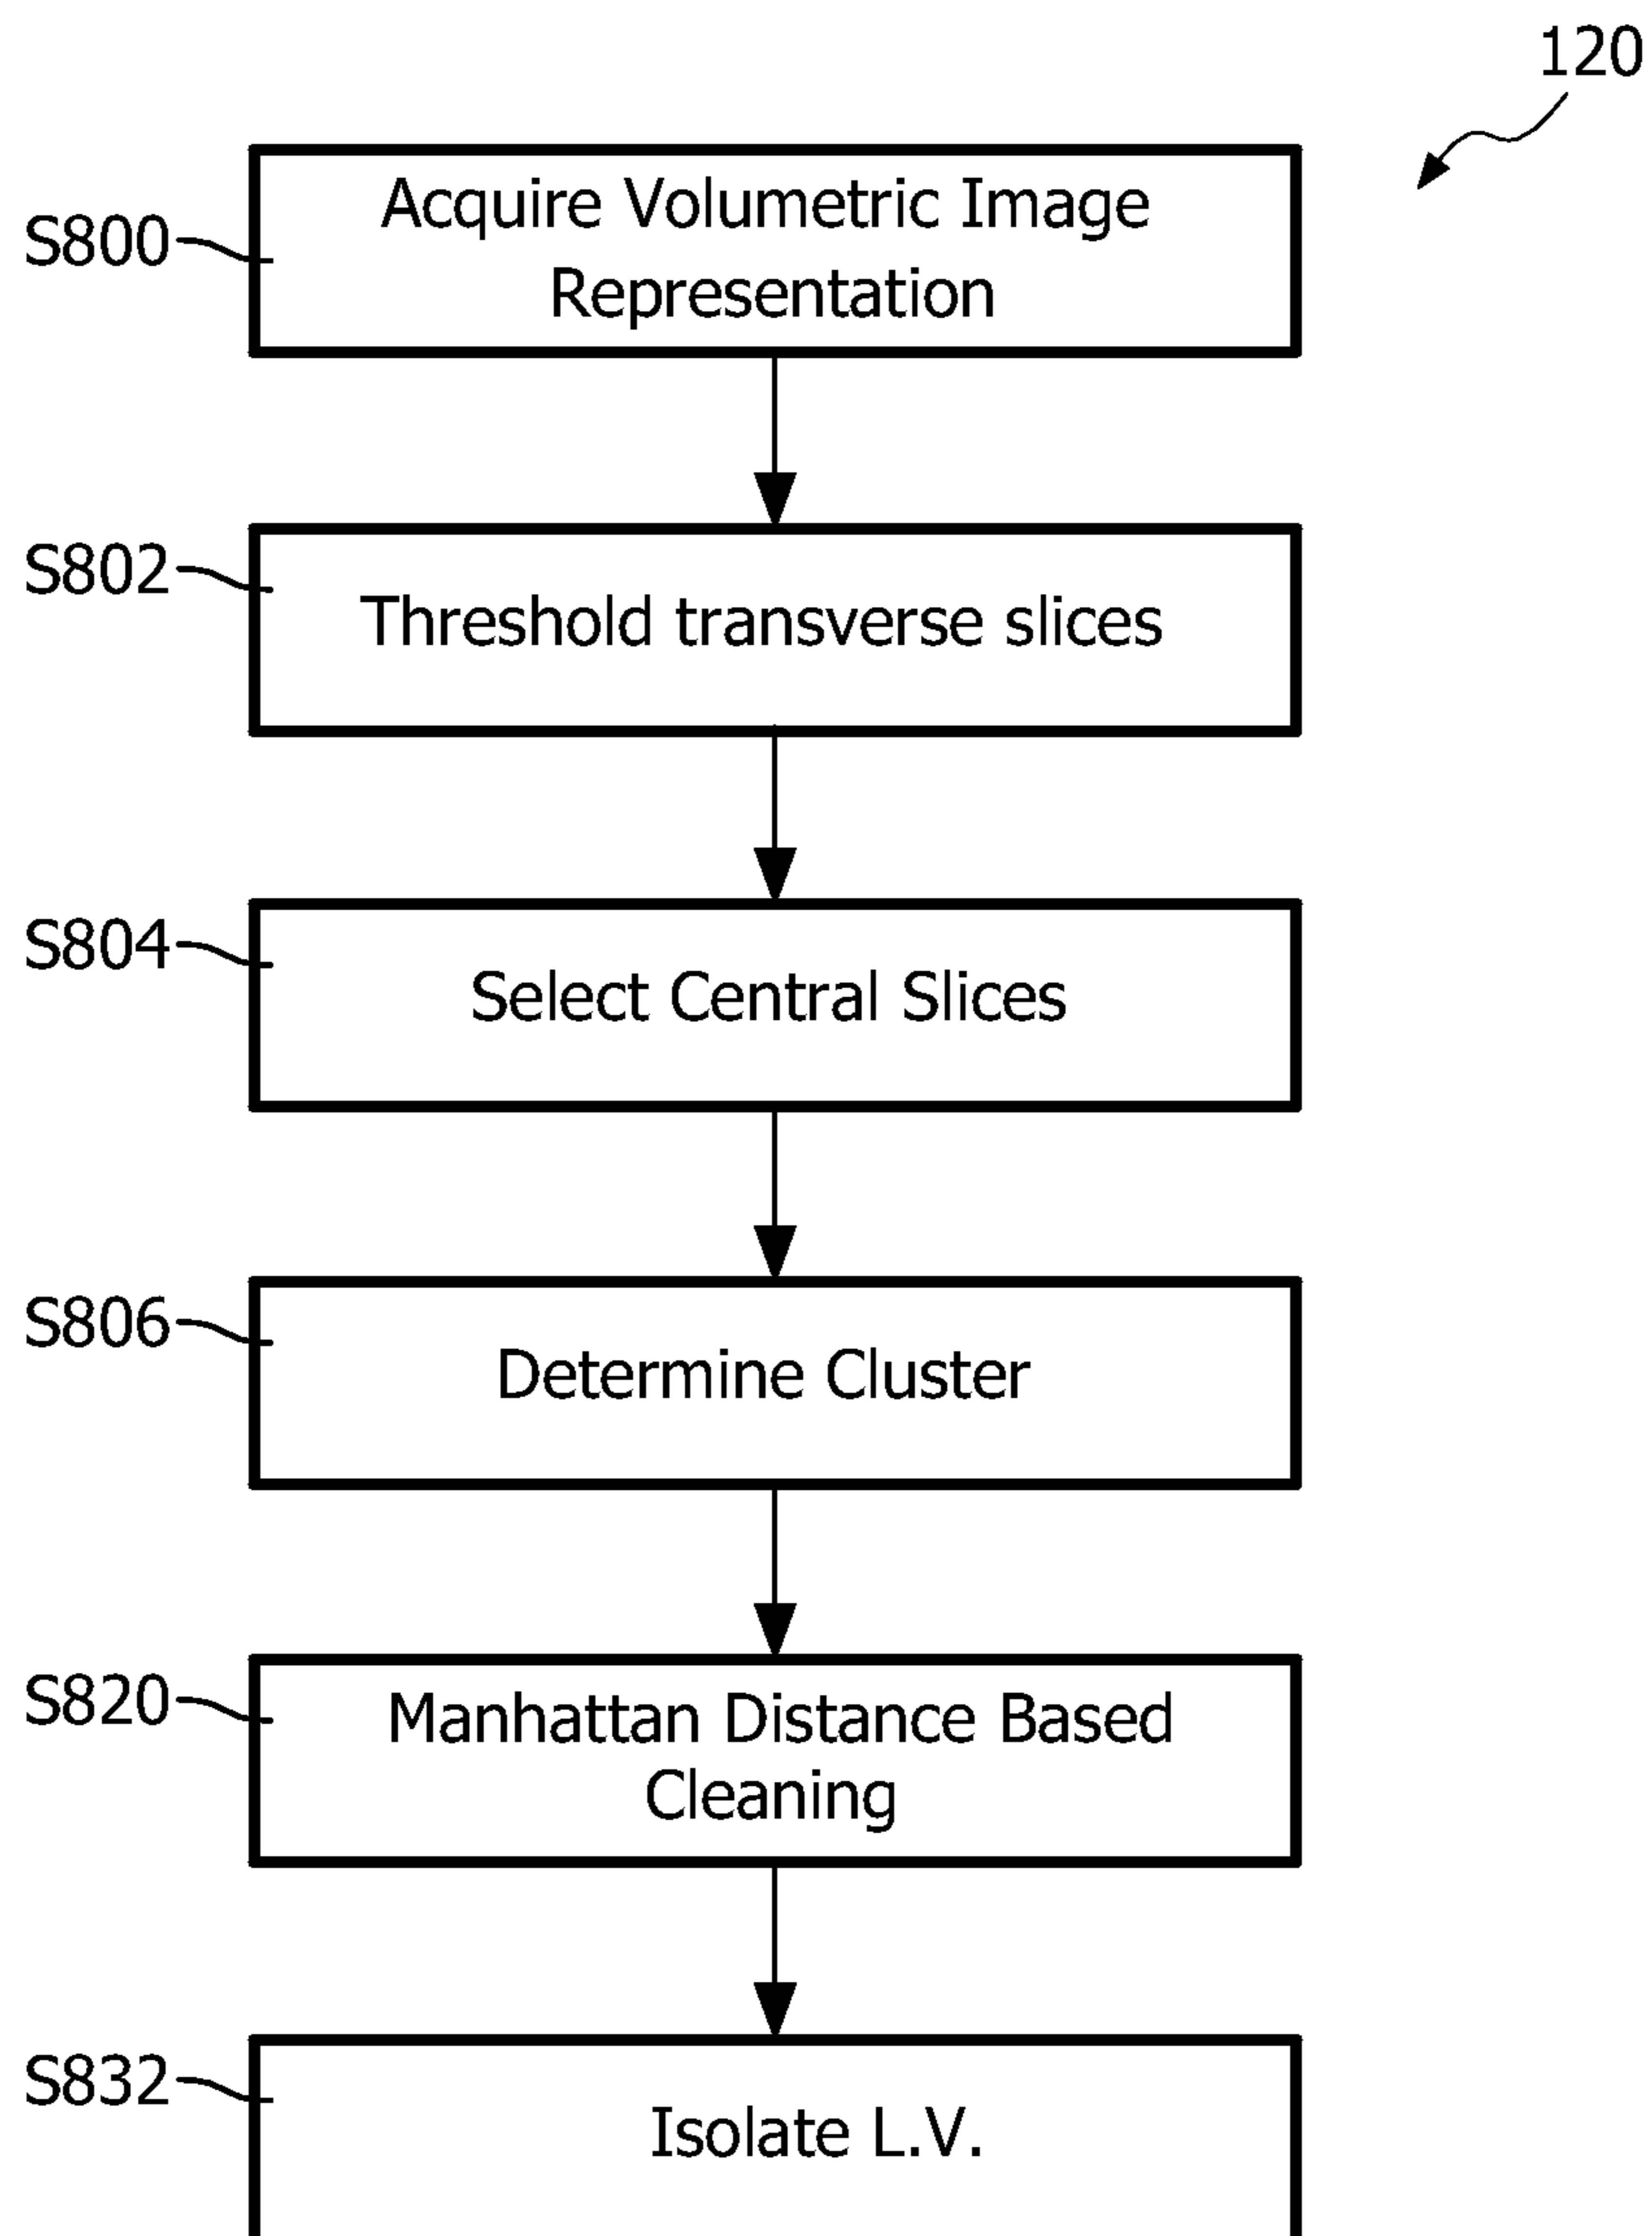 120
S800
Acquire Volumetric Image
Representation
S802
Threshold transverse slices
S804
Select Central Slices
S806
Determine Cluster
S820
Manhattan Distance Based
Cleaning
S832
Isolate L.V.